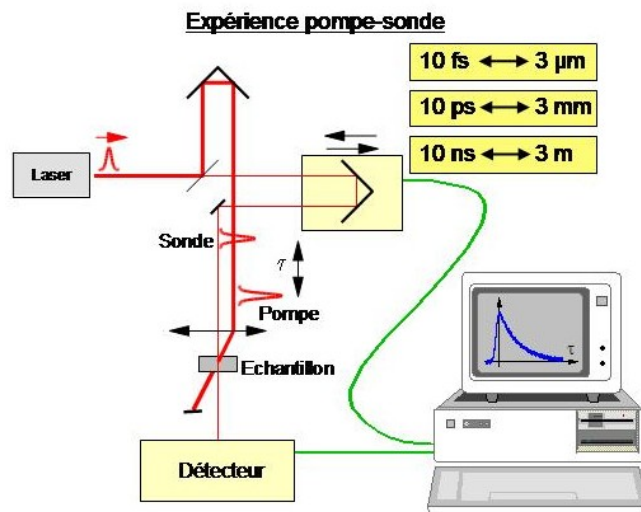 Expérience pompe-sonde
10 fs ↔ 3 µm
10 ps ↔ 3 mm
10 ns ↔ 3 m
Laser
Sonde
τ
Pompe
Echantillon
τ
Détecteur